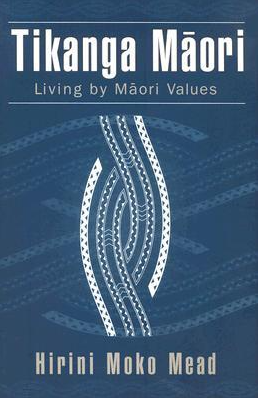 Tikanga Māori
Living by Māori Values
Hirini Moko Mead